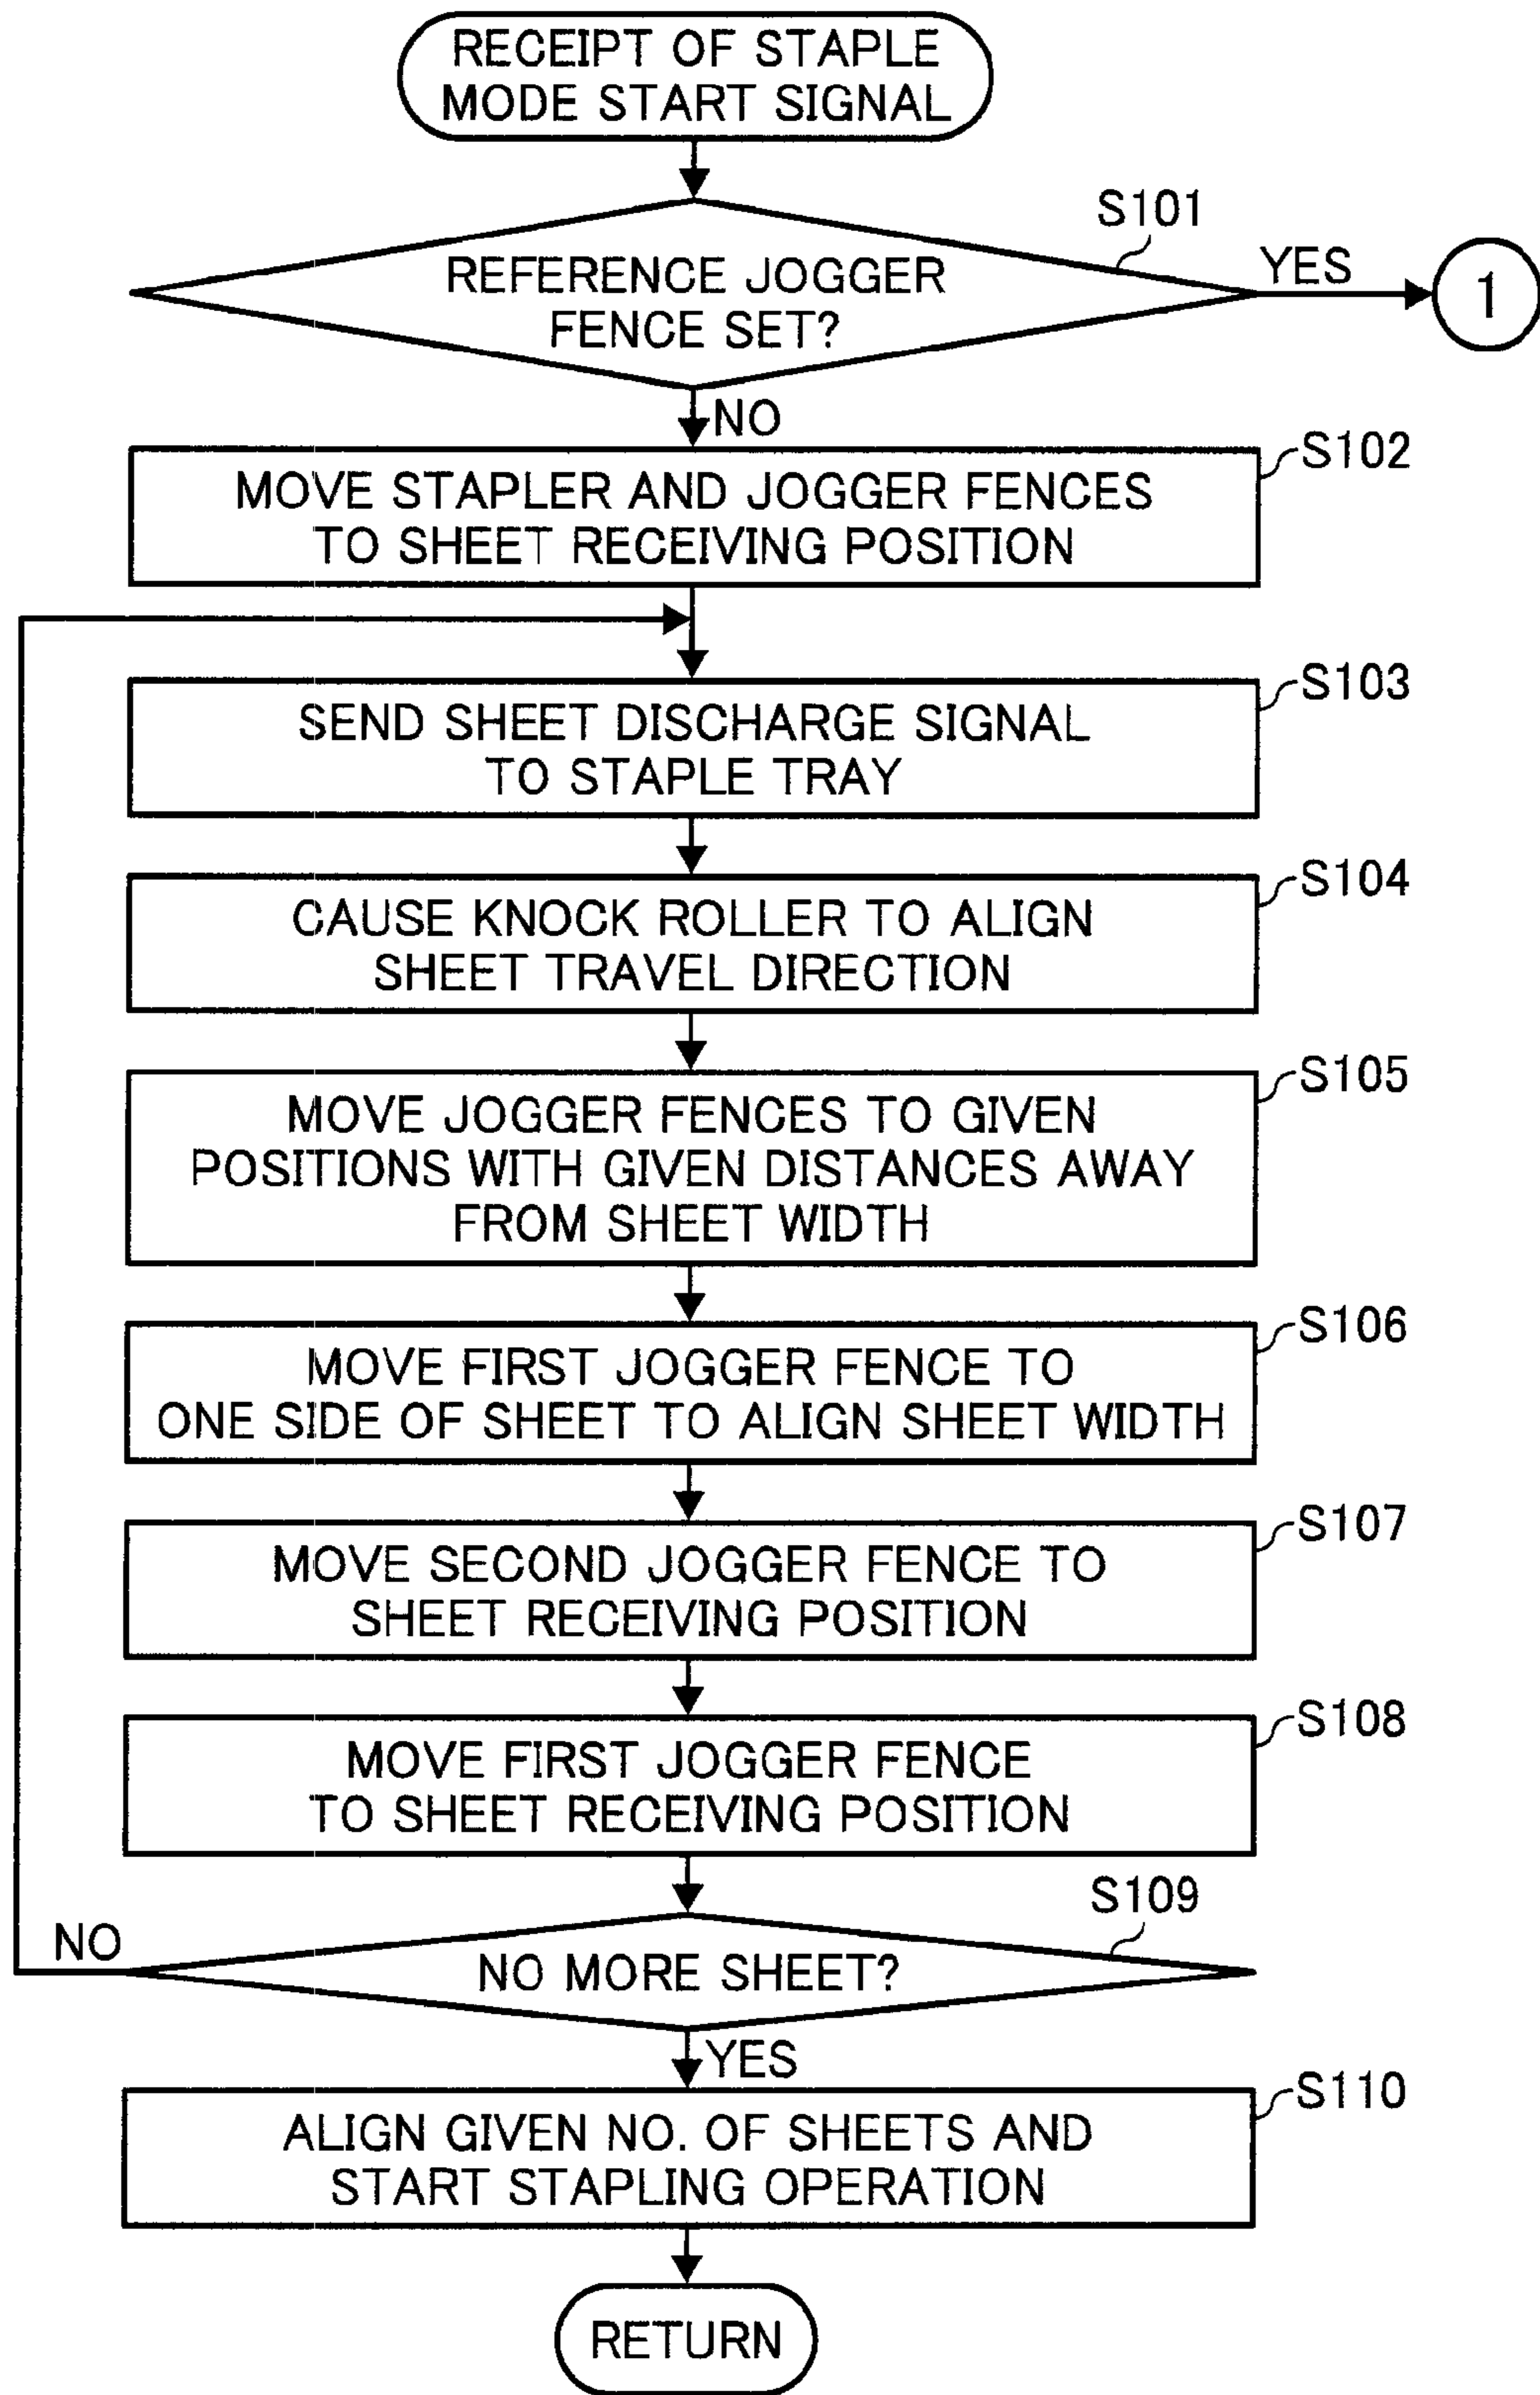 RECEIPT OF STAPLE
MODE START SIGNAL
S101
REFERENCE JOGGER
FENCE SET?
YES
1
NO
S102
MOVE STAPLER AND JOGGER FENCES
TO SHEET RECEIVING POSITION
S103
SEND SHEET DISCHARGE SIGNAL
TO STAPLE TRAY
S104
CAUSE KNOCK ROLLER TO ALIGN
SHEET TRAVEL DIRECTION
S105
MOVE JOGGER FENCES TO GIVEN
POSITIONS WITH GIVEN DISTANCES AWAY
FROM SHEET WIDTH
S106
MOVE FIRST JOGGER FENCE TO
ONE SIDE OF SHEET TO ALIGN SHEET WIDTH
S107
MOVE SECOND JOGGER FENCE TO
SHEET RECEIVING POSITION
S108
MOVE FIRST JOGGER FENCE
TO SHEET RECEIVING POSITION
S109
NO
NO MORE SHEET?
YES
S110
ALIGN GIVEN NO. OF SHEETS AND
START STAPLING OPERATION
RETURN